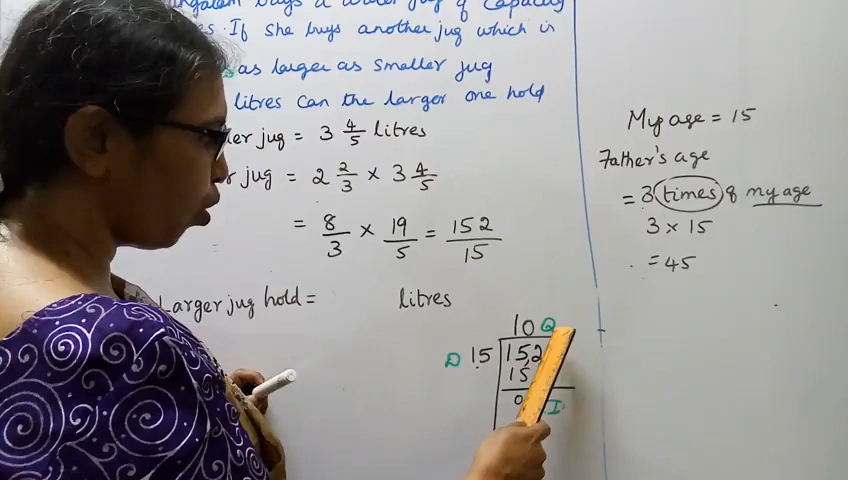 buys a water jug of capacity
If she buys another jug which is
as larger as smaller jug
litres can the larger one hold
jug = 3 4/5 litres
jug = 2 2/3 × 3 4/5
= 8/3 × 19/5 = 152/15
Larger jug hold = litres
10 Q
D 15 152
15
0
My age = 15
Father's age
= 3 times of my age
3 × 15
= 45